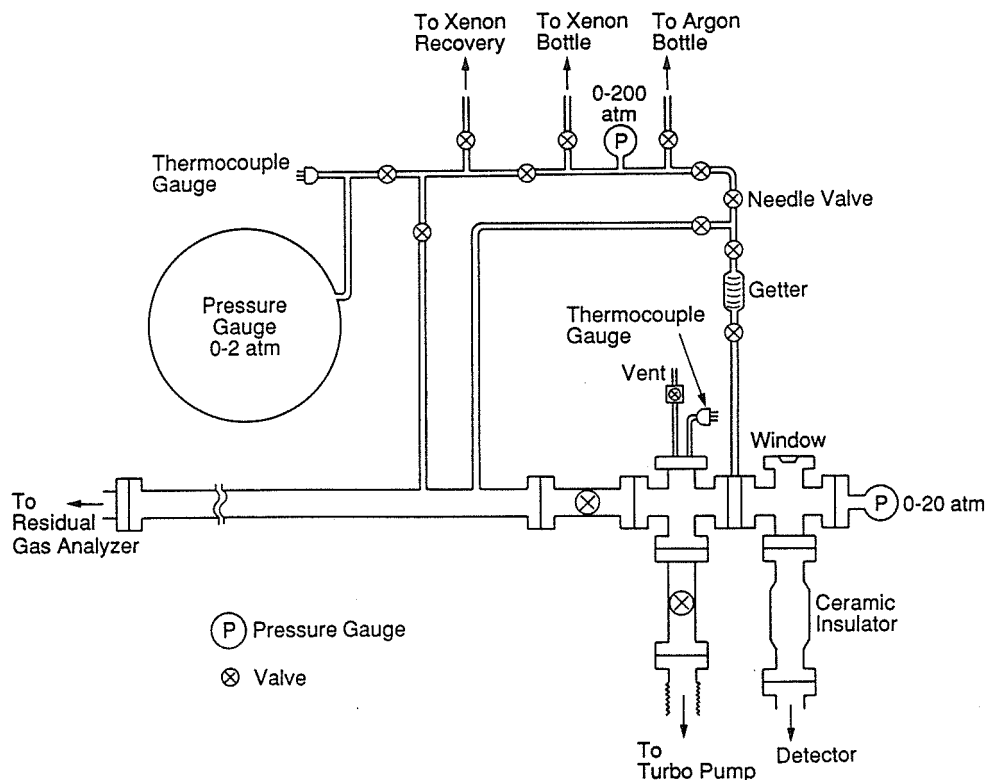 To Xenon
Recovery
To Xenon
Bottle
To Argon
Bottle
0-200
atm
P
Thermocouple
Gauge
Needle Valve
Pressure
Gauge
0-2 atm
Getter
Thermocouple
Gauge
Vent
Window
To
Residual
Gas Analyzer
P
0-20 atm
Ceramic
Insulator
P
Pressure Gauge
Valve
To
Turbo Pump
Detector